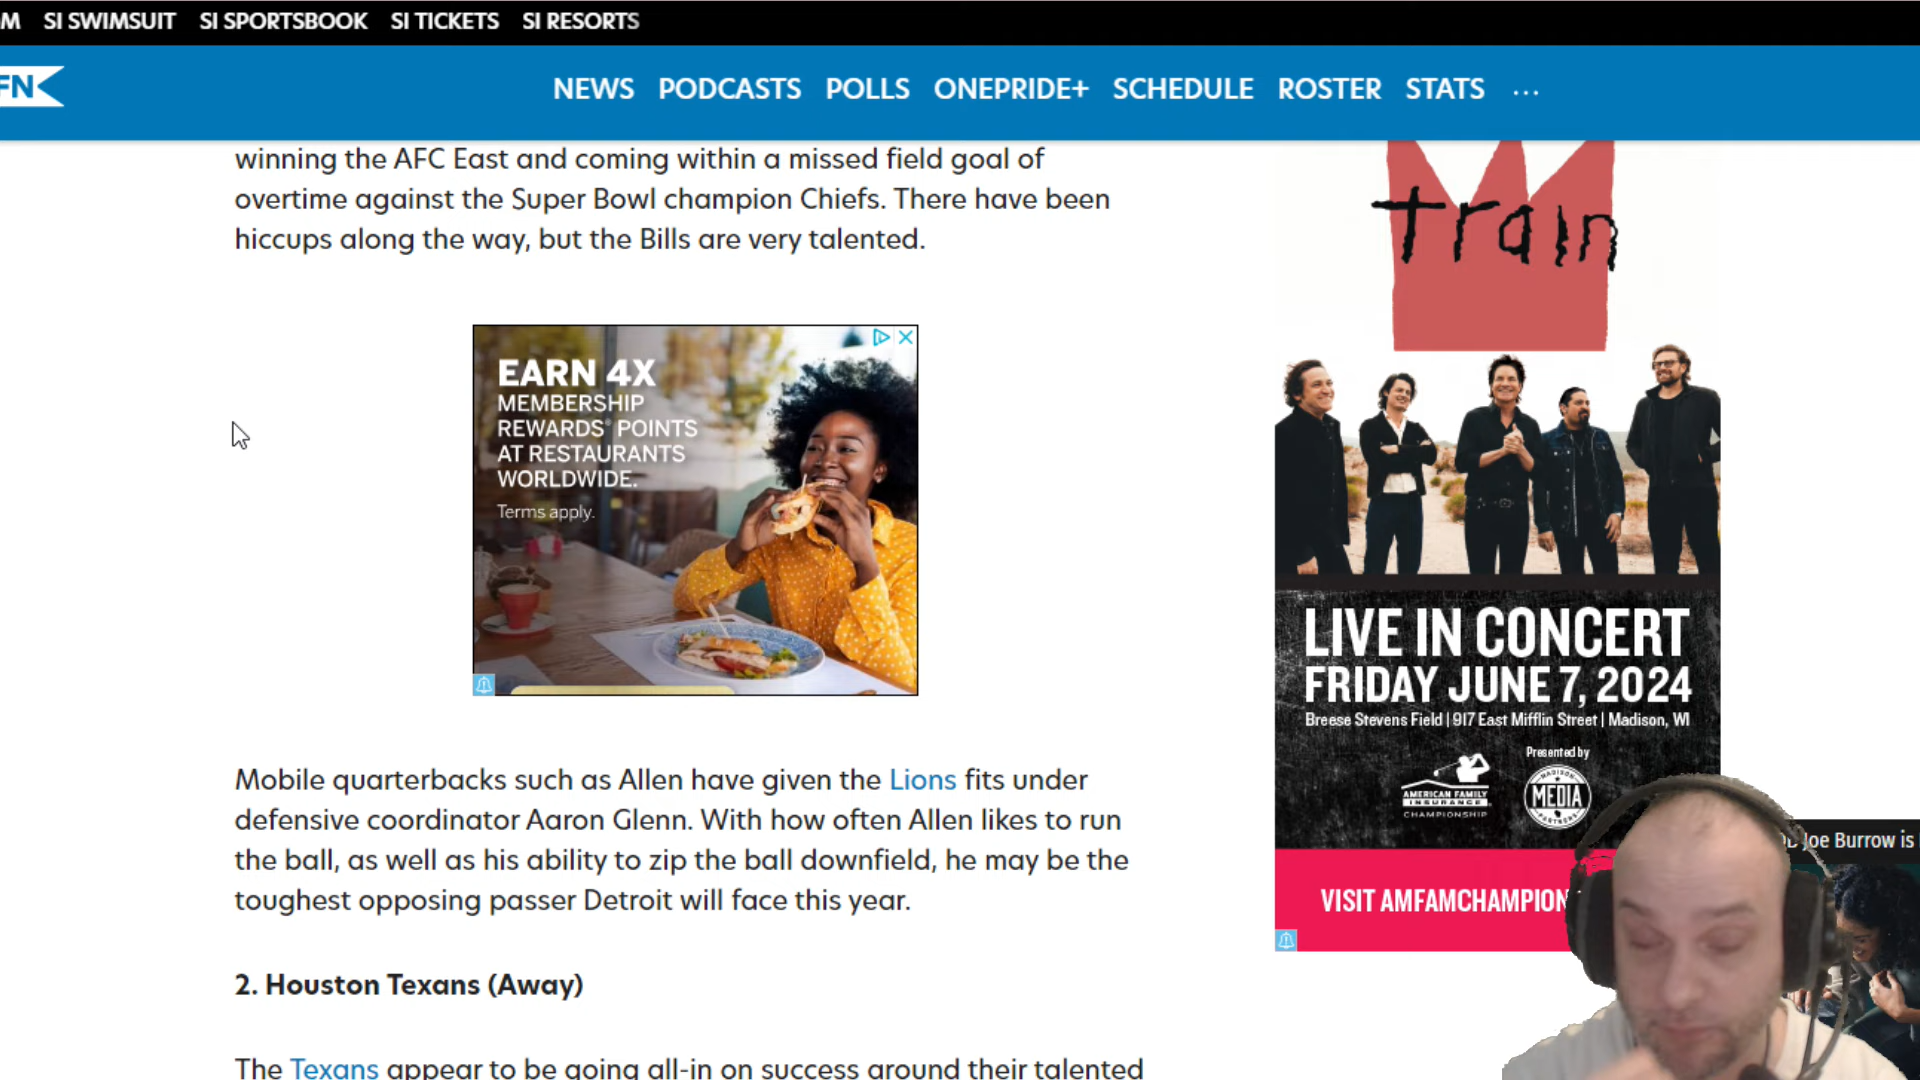 M SI SWIMSUIT SI SPORTSBOOK SI TICKETS SI RESORTS
FN
NEWS PODCASTS POLLS ONEPRIDE+ SCHEDULE ROSTER STATS ...
winning the AFC East and coming within a missed field goal of
overtime against the Super Bowl champion Chiefs. There have been
hiccups along the way, but the Bills are very talented.
EARN 4X
MEMBERSHIP
REWARDS® POINTS
AT RESTAURANTS
WORLDWIDE.
Terms apply.
Mobile quarterbacks such as Allen have given the Lions fits under
defensive coordinator Aaron Glenn. With how often Allen likes to run
the ball, as well as his ability to zip the ball downfield, he may be the
toughest opposing passer Detroit will face this year.
2. Houston Texans (Away)
The Texans appear to be going all-in on success around their talented
train
LIVE IN CONCERT
FRIDAY JUNE 7, 2024
Breese Stevens Field | 917 East Mifflin Street | Madison, WI
Presented by
AMERICAN FAMILY
INSURANCE
CHAMPIONSHIP
MADISON
MEDIA
PARTNERS
VISIT AMFAMCHAMPION
Joe Burrow is